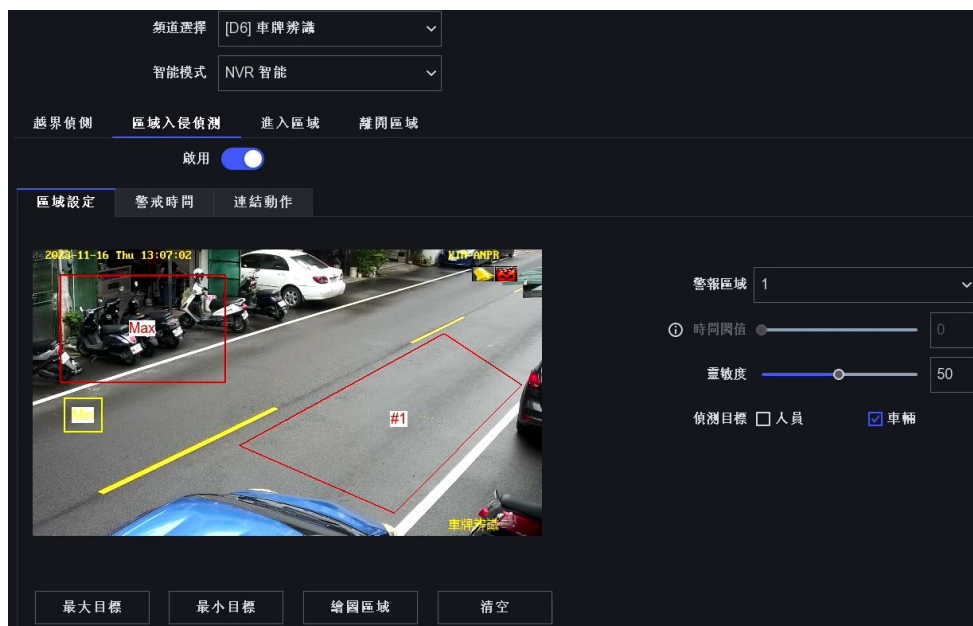 頻道選擇 [D6] 車牌辨識
智能模式 NVR 智能
越界偵測 區域入侵偵測 進入區域 離開區域
啟用
區域設定 警戒時間 連結動作
2023-11-16 Thu 13:07:02
KIM-ANPR
Max
Min
#1
車牌辨識
警報區域 1
時間閾值 0
靈敏度 50
偵測目標 人員 車輛
最大目標 最小目標 繪圖區域 清空